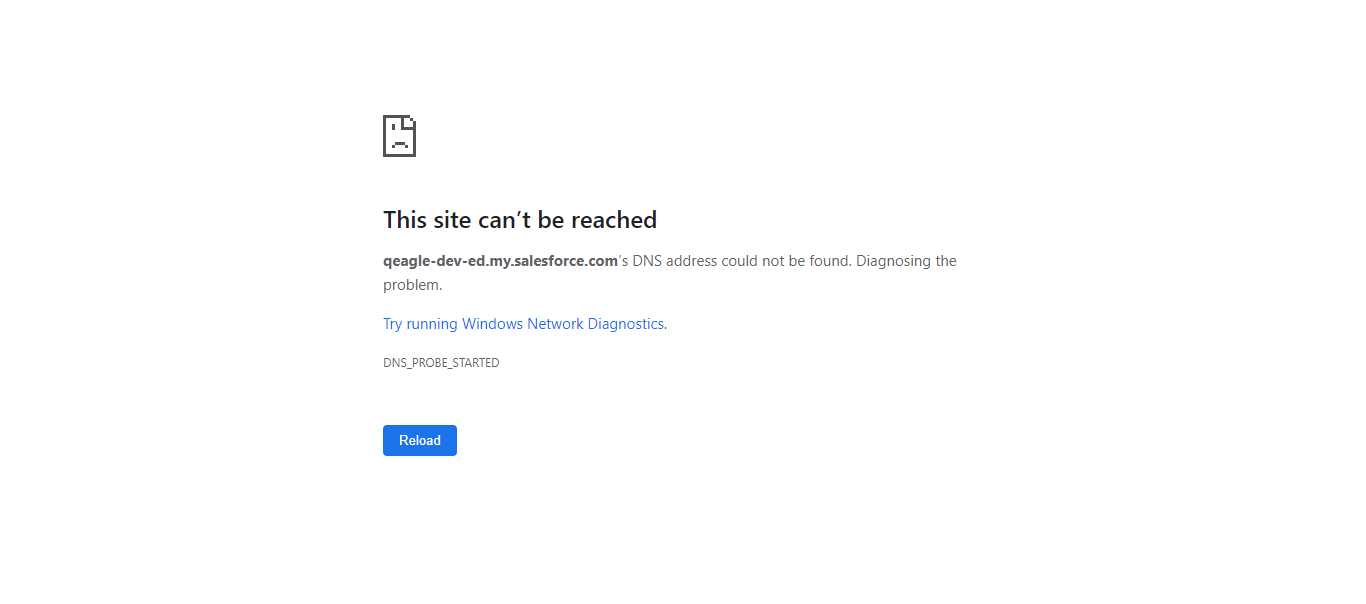 This site can’t be reached
qeagle-dev-ed.my.salesforce.com's DNS address could not be found. Diagnosing the
problem.
Try running Windows Network Diagnostics.
DNS_PROBE_STARTED
Reload